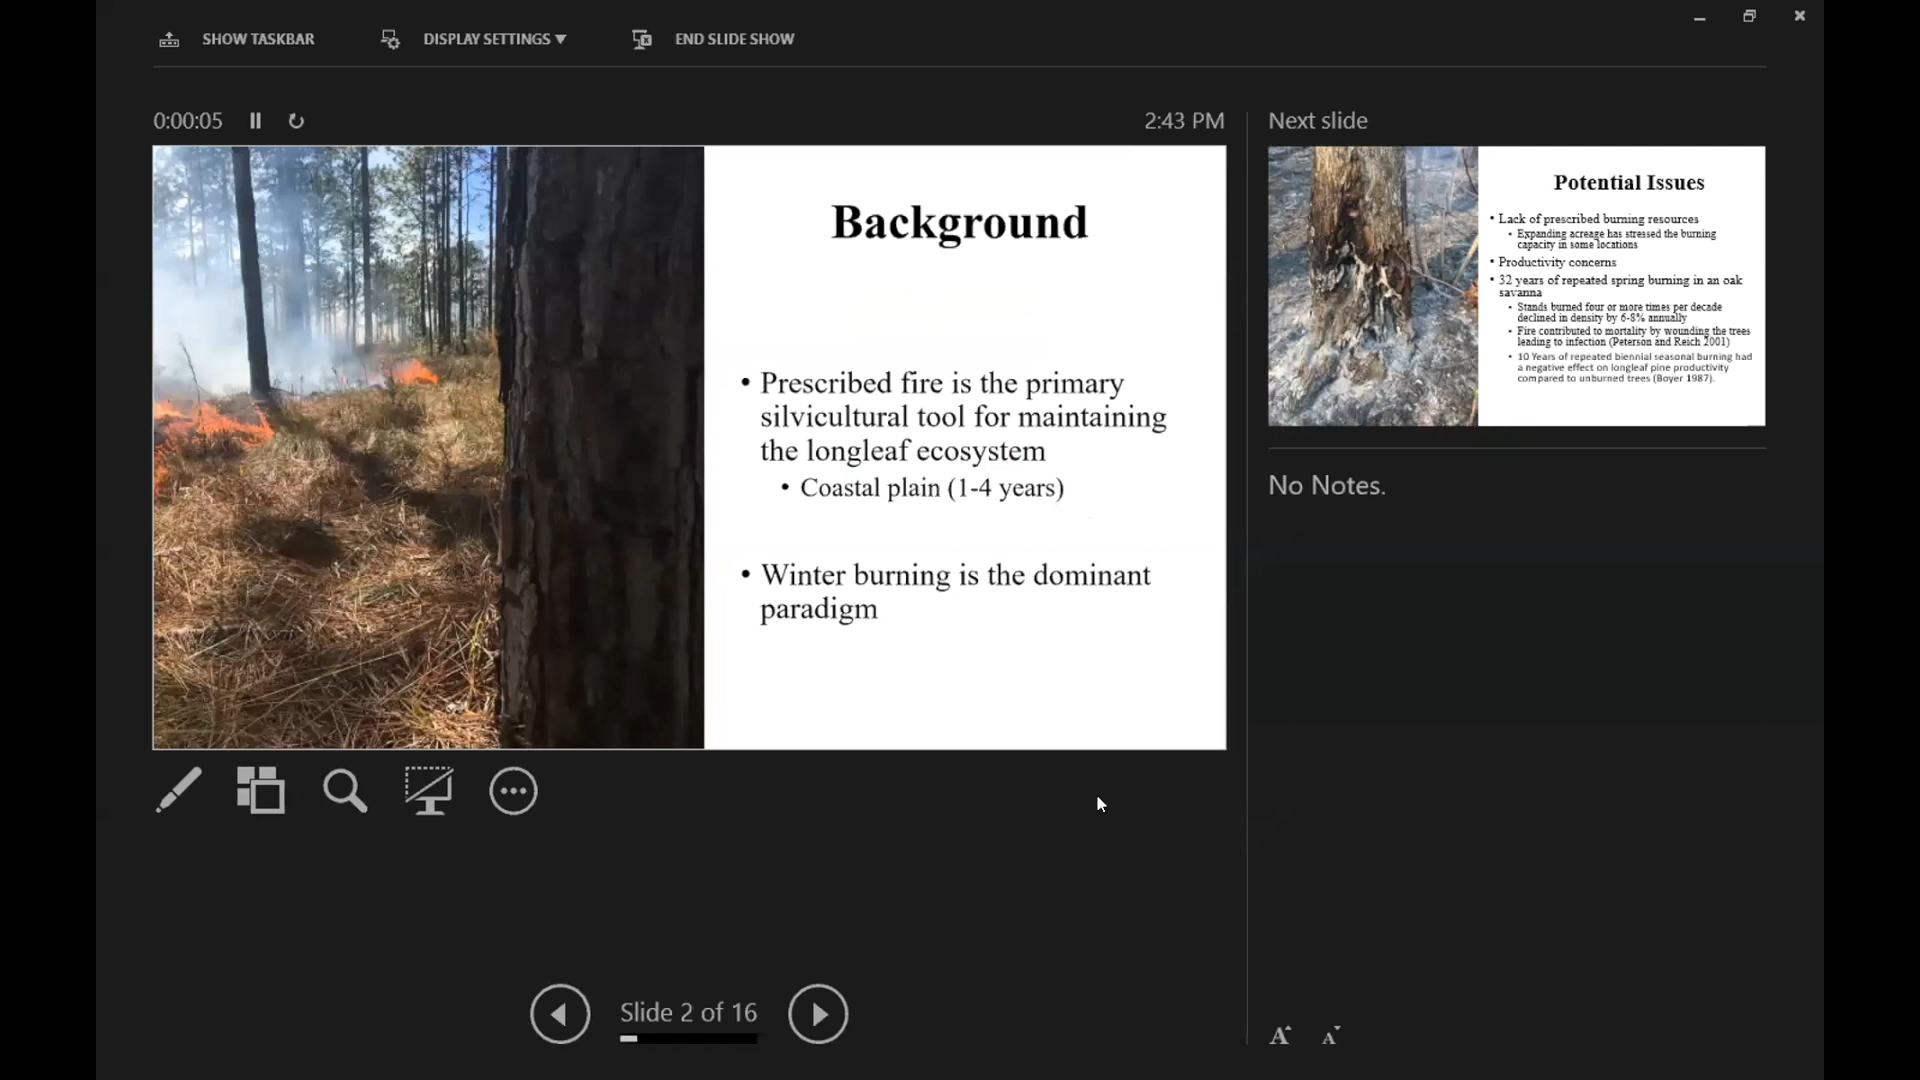 SHOW TASKBAR
DISPLAY SETTINGS ▼
END SLIDE SHOW
0:00:05
2:43 PM
Background
• Prescribed fire is the primary
silvicultural tool for maintaining
the longleaf ecosystem
• Coastal plain (1-4 years)
• Winter burning is the dominant
paradigm
Slide 2 of 16
Next slide
Potential Issues
• Lack of prescribed burning resources
• Expanding acreage has stressed the burning
capacity in some locations
• Productivity concerns
• 32 years of repeated spring burning in an oak
savanna
• Stands burned four or more times per decade
declined in density by 6-8% annually
• Fire contributed to mortality by wounding the trees
leading to infection (Peterson and Reich 2001)
• 10 Years of repeated biennial seasonal burning had
a negative effect on longleaf pine productivity
compared to unburned trees (Boyer 1987).
No Notes.
A A